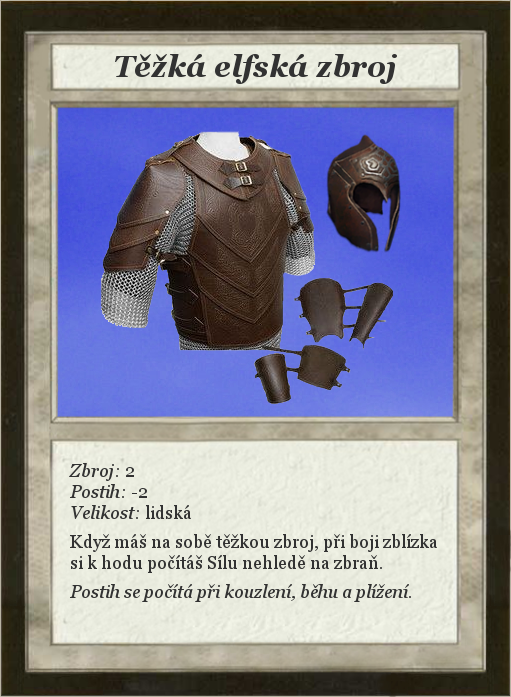 Těžká elfská zbroj
Zbroj: 2
Postih: -2
Velikost: lidská
Když máš na sobě těžkou zbroj, při boji zblízka
si k hodu počítáš Sílu nehledě na zbraň.
Postih se počítá při kouzlení, běhu a plížení.